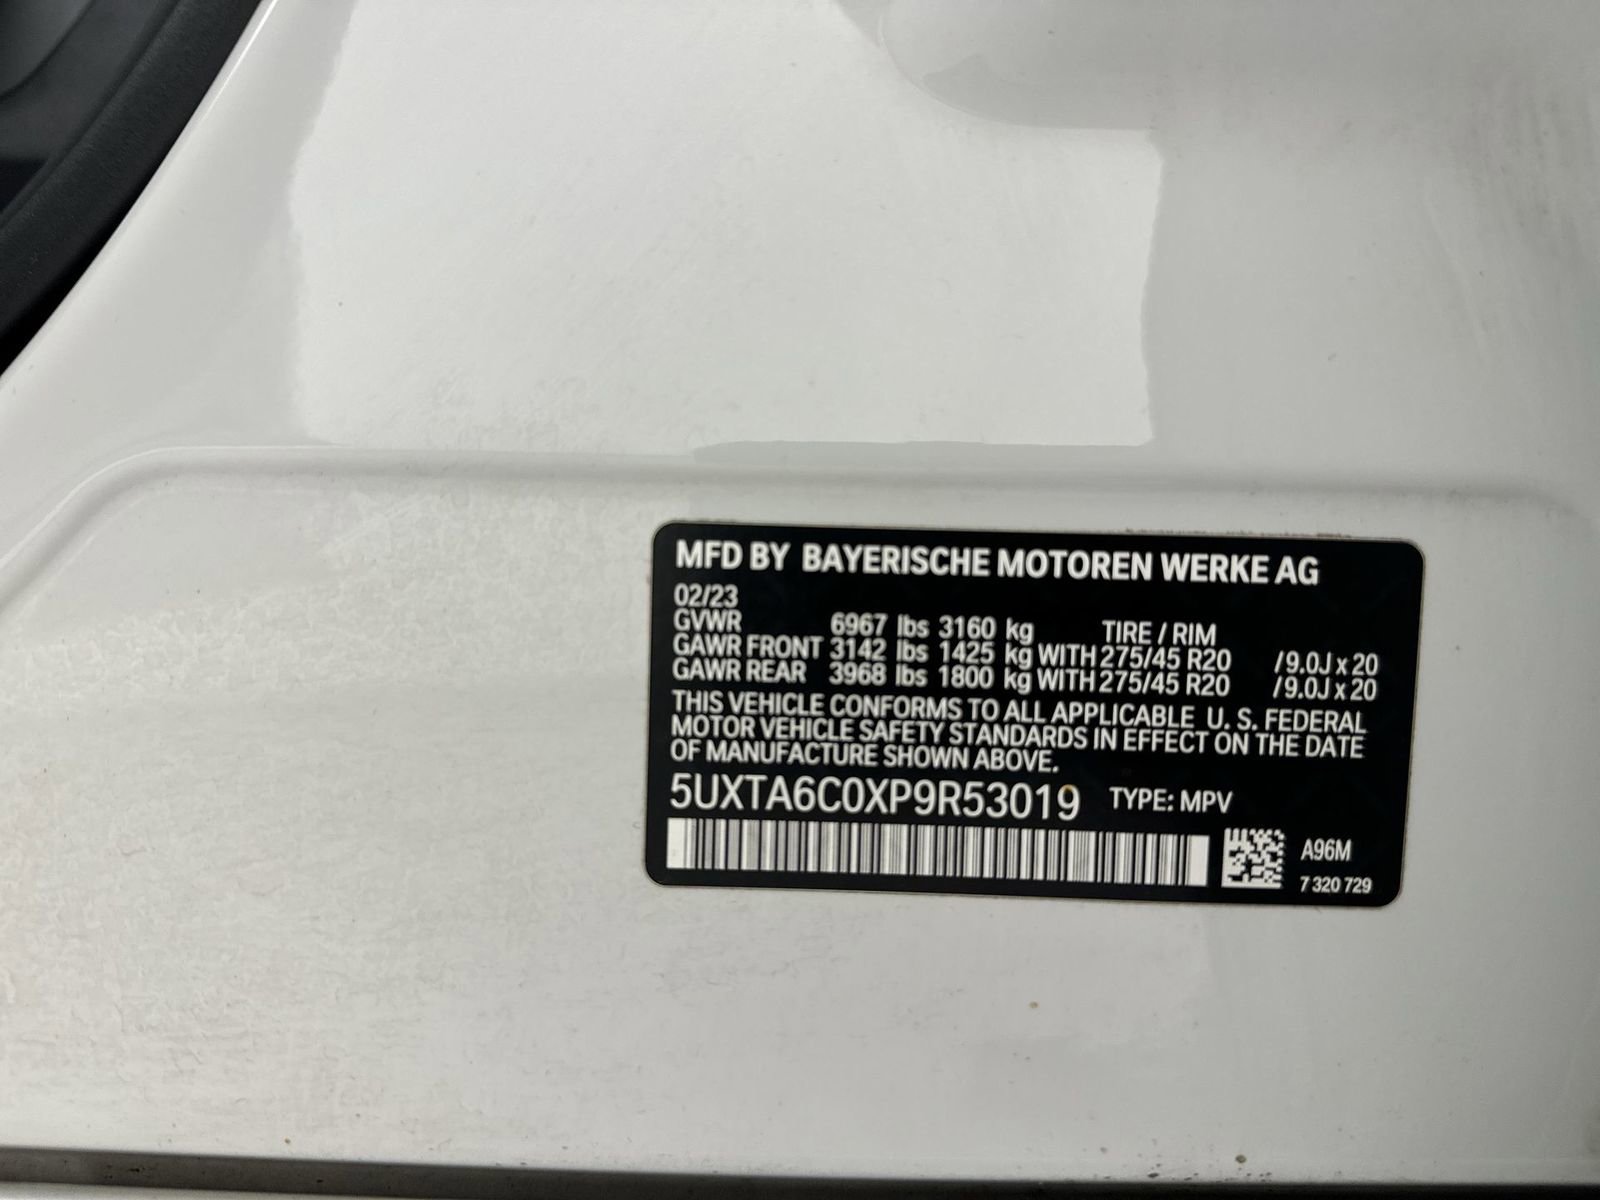 MFD BY BAYERISCHE MOTOREN WERKE AG
02/23
GVWR 6967 lbs 3160 kg TIRE / RIM
GAWR FRONT 3142 lbs 1425 kg WITH 275/45 R20 /9.0J x 20
GAWR REAR 3968 lbs 1800 kg WITH 275/45 R20 /9.0J x 20
THIS VEHICLE CONFORMS TO ALL APPLICABLE U. S. FEDERAL
MOTOR VEHICLE SAFETY STANDARDS IN EFFECT ON THE DATE
OF MANUFACTURE SHOWN ABOVE.
5UXTA6C0XP9R53019 TYPE: MPV
A96M
7 320 729